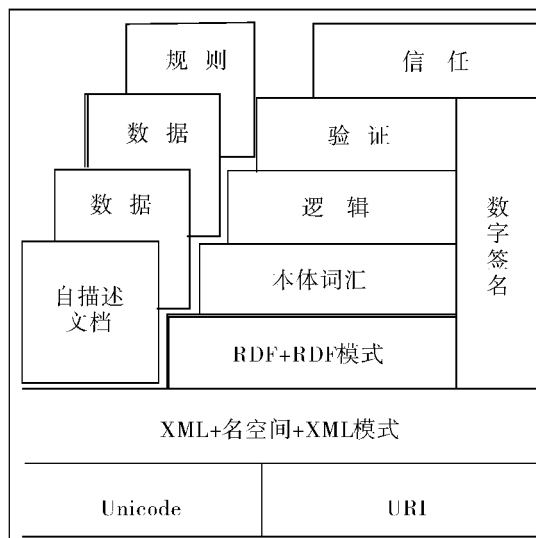 规 则
信 任
数 据
验 证
数 据
逻 辑
数字签名
自描述
文档
本体词汇
RDF+RDF模式
XML+名空间+XML模式
Unicode
URI